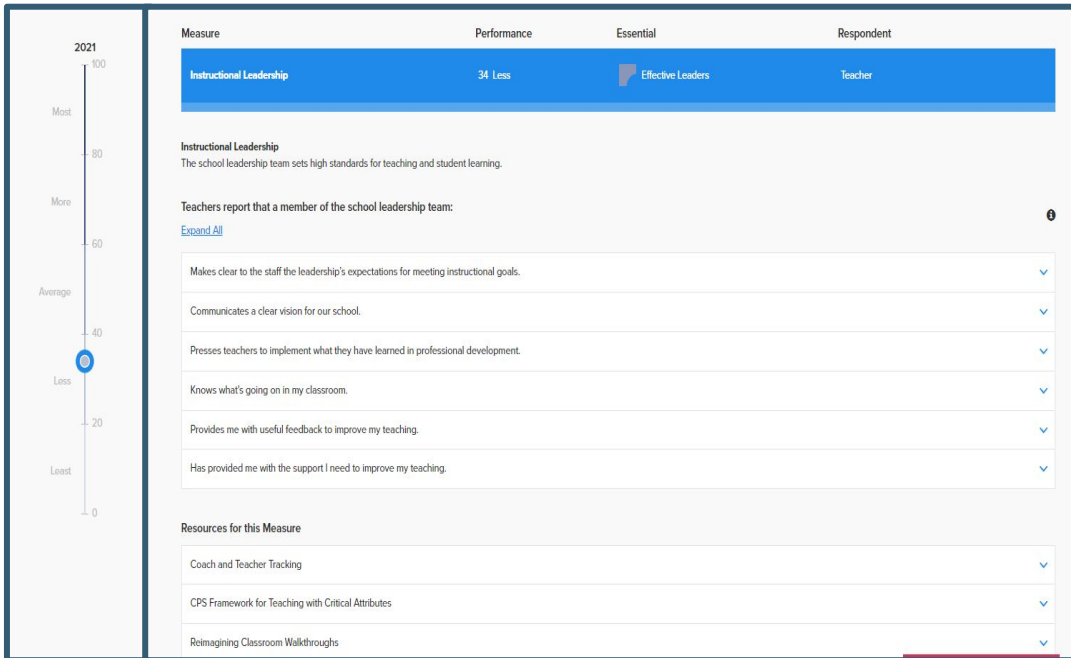 2021
100
Most
80
More
60
Average
40
Less
20
Least
0
Measure Performance Essential Respondent
Instructional Leadership 34 Less Effective Leaders Teacher
Instructional Leadership
The school leadership team sets high standards for teaching and student learning.
Teachers report that a member of the school leadership team:
Expand All
Makes clear to the staff the leadership's expectations for meeting instructional goals.
Communicates a clear vision for our school.
Presses teachers to implement what they have learned in professional development.
Knows what's going on in my classroom.
Provides me with useful feedback to improve my teaching.
Has provided me with the support I need to improve my teaching.
Resources for this Measure
Coach and Teacher Tracking
CPS Framework for Teaching with Critical Attributes
Reimagining Classroom Walkthroughs